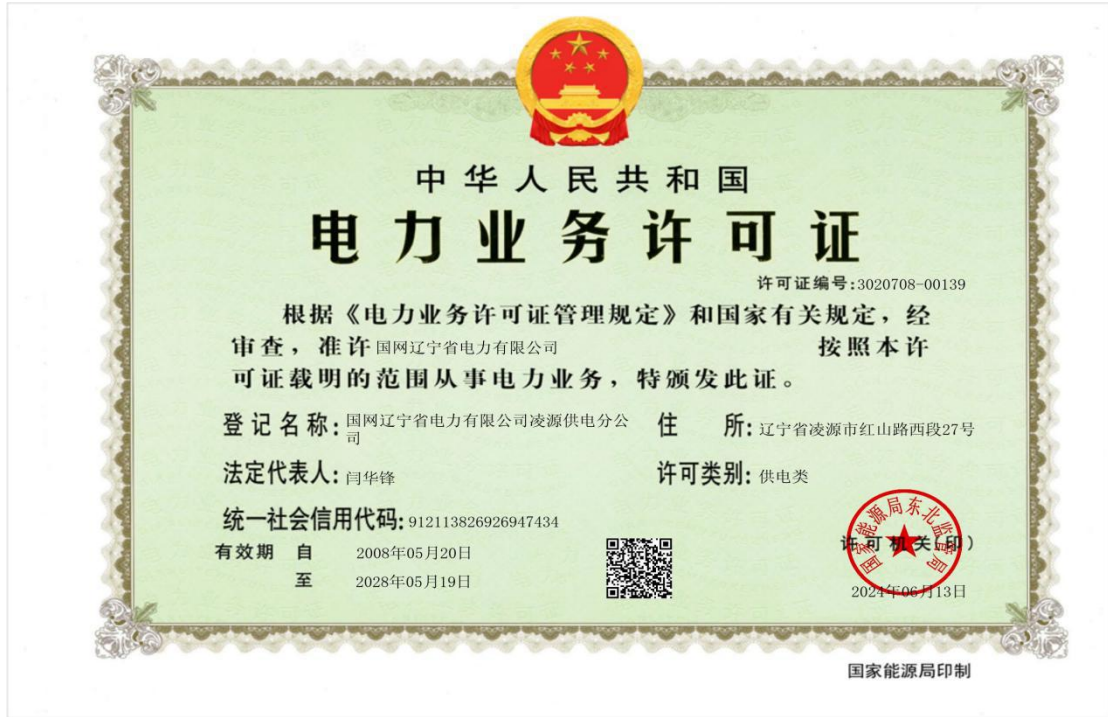 中华人民共和国
电力业务许可证
许可证编号:3020708-00139
根据《电力业务许可证管理规定》和国家有关规定，经
审查，准许 国网辽宁省电力有限公司 按照本许
可证载明的范围从事电力业务，特颁发此证。
登记名称: 国网辽宁省电力有限公司凌源供电分公
司
住 所: 辽宁省凌源市红山路西段27号
法定代表人: 闫华锋
许可类别: 供电类
统一社会信用代码: 912113826926947434
有效期 自 2008年05月20日
至 2028年05月19日
国家能源局东北监管局
许可机关(印)
2024年06月13日
国家能源局印制